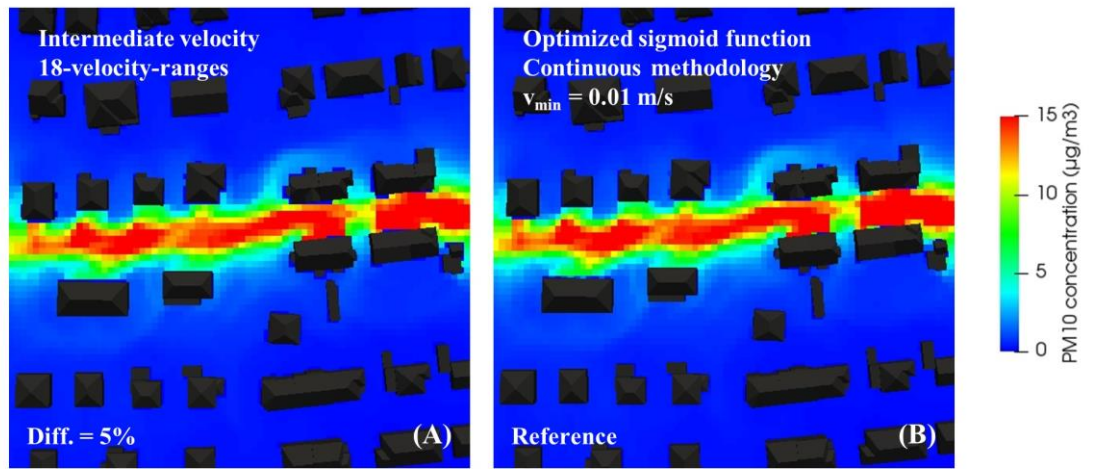 Intermediate velocity
18-velocity-ranges
Diff. = 5%
(A)
Optimized sigmoid function
Continuous methodology
vmin = 0.01 m/s
Reference
(B)
15
10
5
0
PM10 concentration (µg/m3)